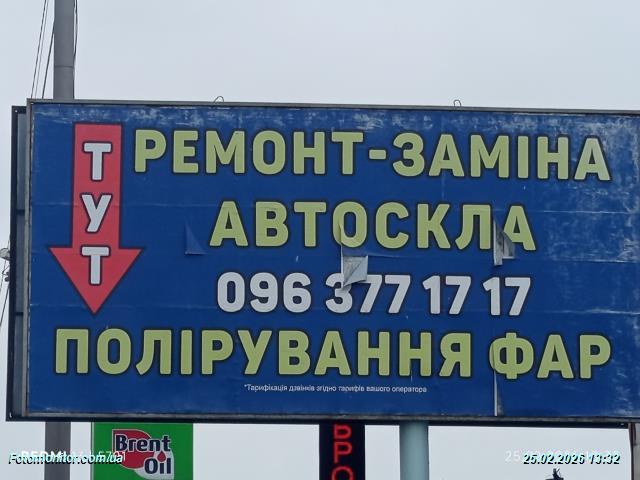 ТУТ
РЕМОНТ-ЗАМІНА
АВТОСКЛА
096 377 17 17
ПОЛІРУВАННЯ ФАР
*Тарифікація дзвінків згідно тарифів вашого оператора
Brent
Oil
ВРО
Fotomonitor.com.ua
25.02.2026 13:32